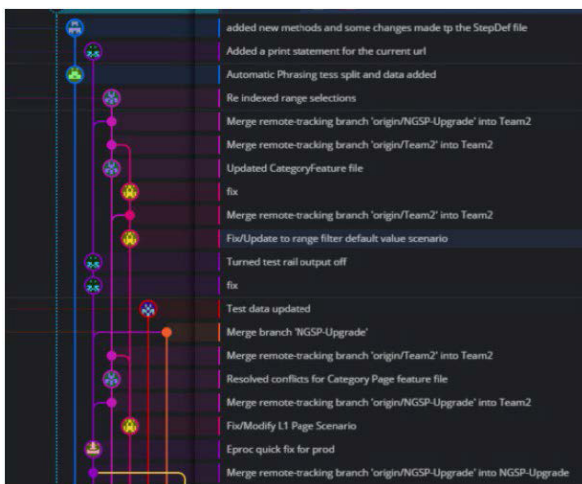 added new methods and some changes made tp the StepDef file
Added a print statement for the current url
Automatic Phrasing tess split and data added
Re indexed range selections
Merge remote-tracking branch 'origin/NGSP-Upgrade' into Team2
Merge remote-tracking branch 'origin/Team2' into Team2
Updated CategoryFeature file
fix
Merge remote-tracking branch 'origin/Team2' into Team2
Fix/Update to range filter default value scenario
Turned test rail output off
fix
Test data updated
Merge branch 'NGSP-Upgrade'
Merge remote-tracking branch 'origin/Team2' into Team2
Resolved conflicts for Category Page feature file
Merge remote-tracking branch 'origin/NGSP-Upgrade' into Team2
Fix/Modify L1 Page Scenario
Eproc quick fix for prod
Merge remote-tracking branch 'origin/NGSP-Upgrade' into NGSP-Upgrade